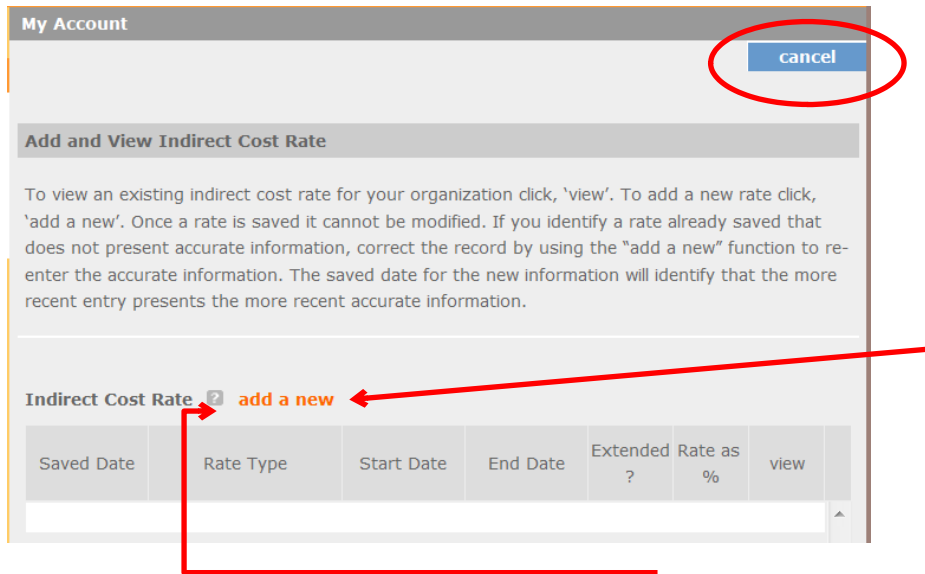 My Account
cancel
Add and View Indirect Cost Rate
To view an existing indirect cost rate for your organization click, ‘view’. To add a new rate click,
‘add a new’. Once a rate is saved it cannot be modified. If you identify a rate already saved that
does not present accurate information, correct the record by using the “add a new” function to re-
enter the accurate information. The saved date for the new information will identify that the more
recent entry presents the more recent accurate information.
Indirect Cost Rate ? add a new
Saved Date Rate Type Start Date End Date Extended ? Rate as % view